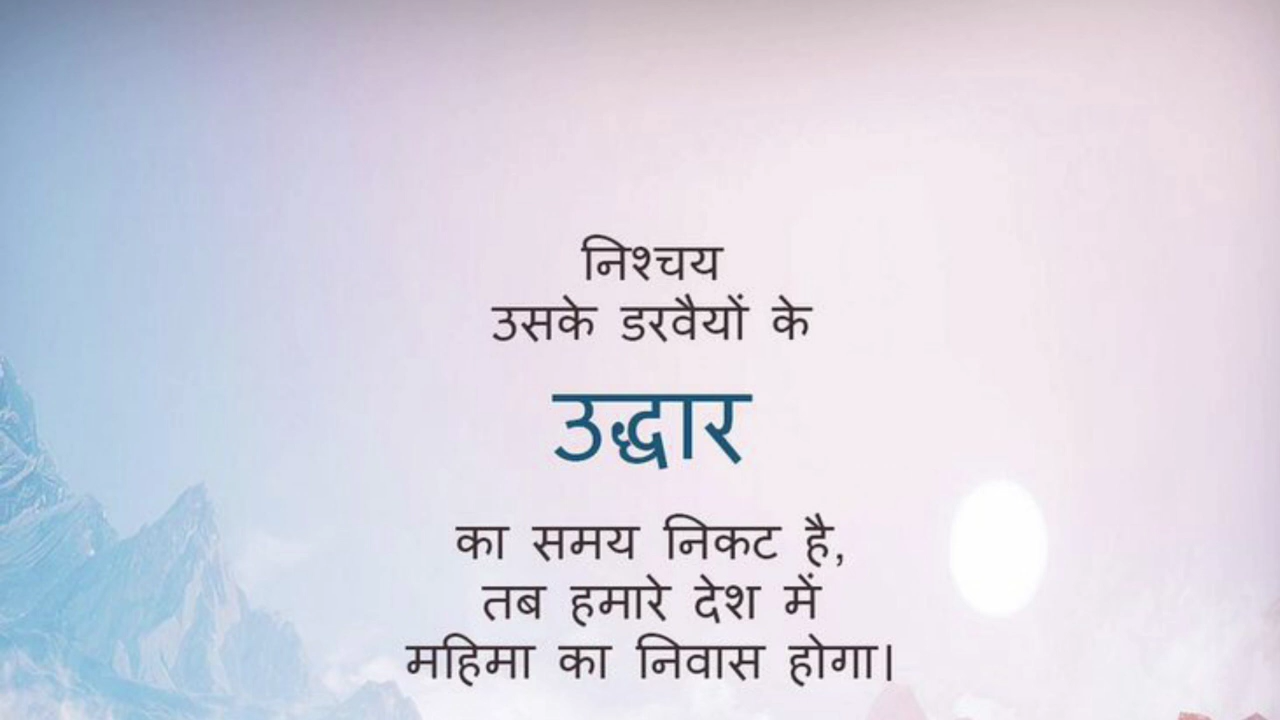 निश्चय
उसके डरवैयों के
उद्धार
का समय निकट है,
तब हमारे देश में
महिमा का निवास होगा।